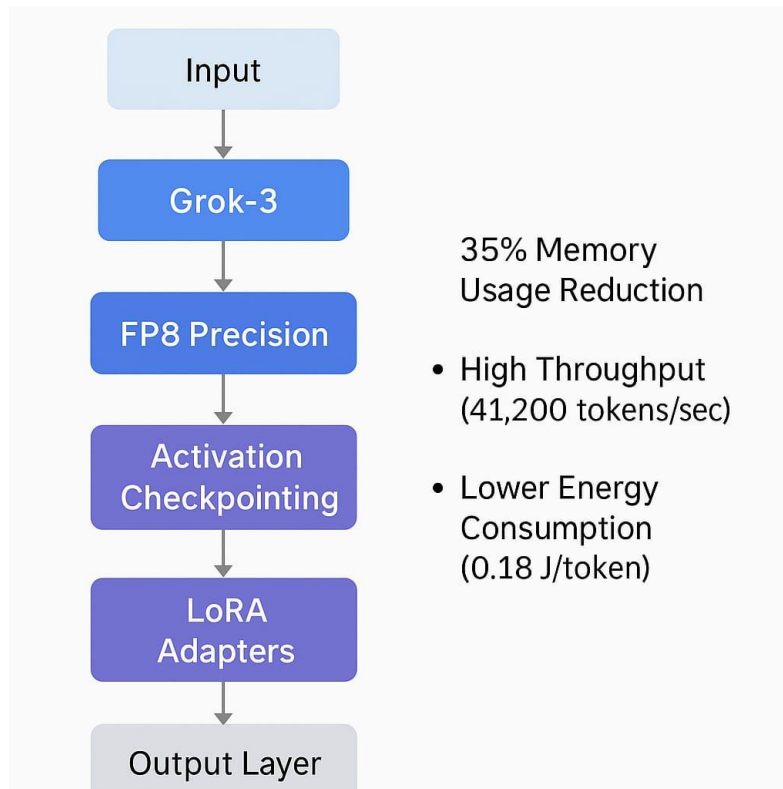 Input
Grok-3
FP8 Precision
Activation
Checkpointing
LoRA
Adapters
Output Layer
35% Memory
Usage Reduction
• High Throughput
(41,200 tokens/sec)
• Lower Energy
Consumption
(0.18 J/token)